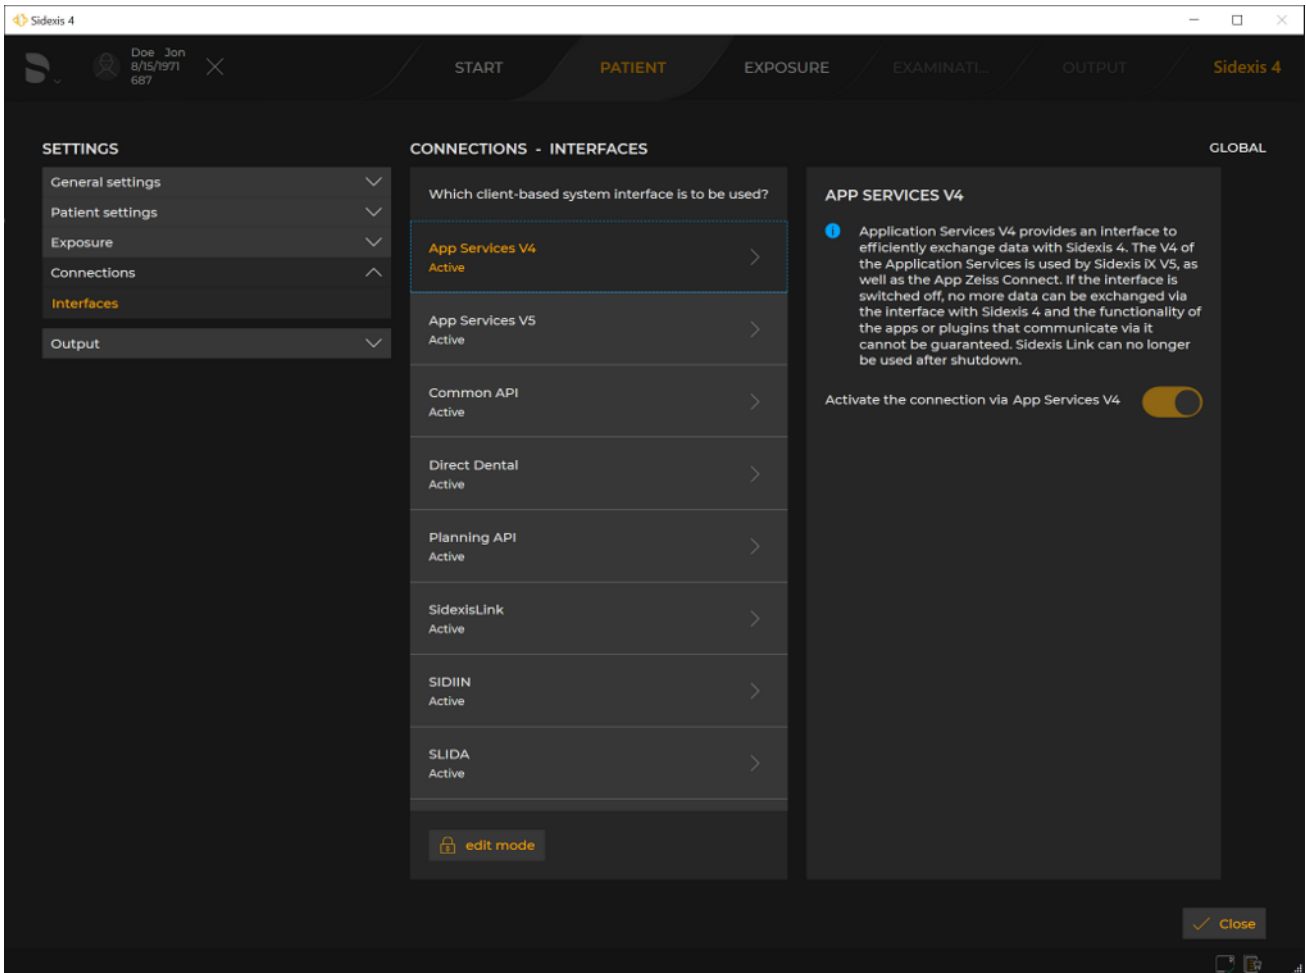 Sidexis 4
Doe Jon
8/15/1971
687
START
PATIENT
EXPOSURE
EXAMINATI...
OUTPUT
Sidexis 4
SETTINGS
General settings
Patient settings
Exposure
Connections
Interfaces
Output
CONNECTIONS - INTERFACES
Which client-based system interface is to be used?
App Services V4
Active
App Services V5
Active
Common API
Active
Direct Dental
Active
Planning API
Active
SidexisLink
Active
SIDIIN
Active
SLIDA
Active
edit mode
GLOBAL
APP SERVICES V4
Application Services V4 provides an interface to
efficiently exchange data with Sidexis 4. The V4 of
the Application Services is used by Sidexis iX V5, as
well as the App Zeiss Connect. If the interface is
switched off, no more data can be exchanged via
the interface with Sidexis 4 and the functionality of
the apps or plugins that communicate via it
cannot be guaranteed. Sidexis Link can no longer
be used after shutdown.
Activate the connection via App Services V4
Close